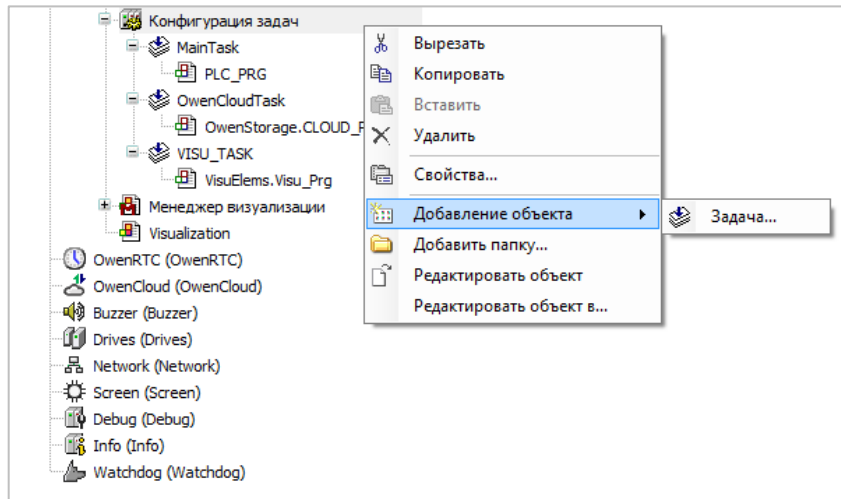 Конфигурация задач
MainTask
PLC_PRG
OwenCloudTask
OwenStorage.CLOUD_
VISU_TASK
VisuElems.Visu_Prg
Менеджер визуализации
Visualization
OwenRTC (OwenRTC)
OwenCloud (OwenCloud)
Buzzer (Buzzer)
Drives (Drives)
Network (Network)
Screen (Screen)
Debug (Debug)
Info (Info)
Watchdog (Watchdog)
Вырезать
Копировать
Вставить
Удалить
Свойства...
Добавление объекта
Добавить папку...
Редактировать объект
Редактировать объект в...
Задача...